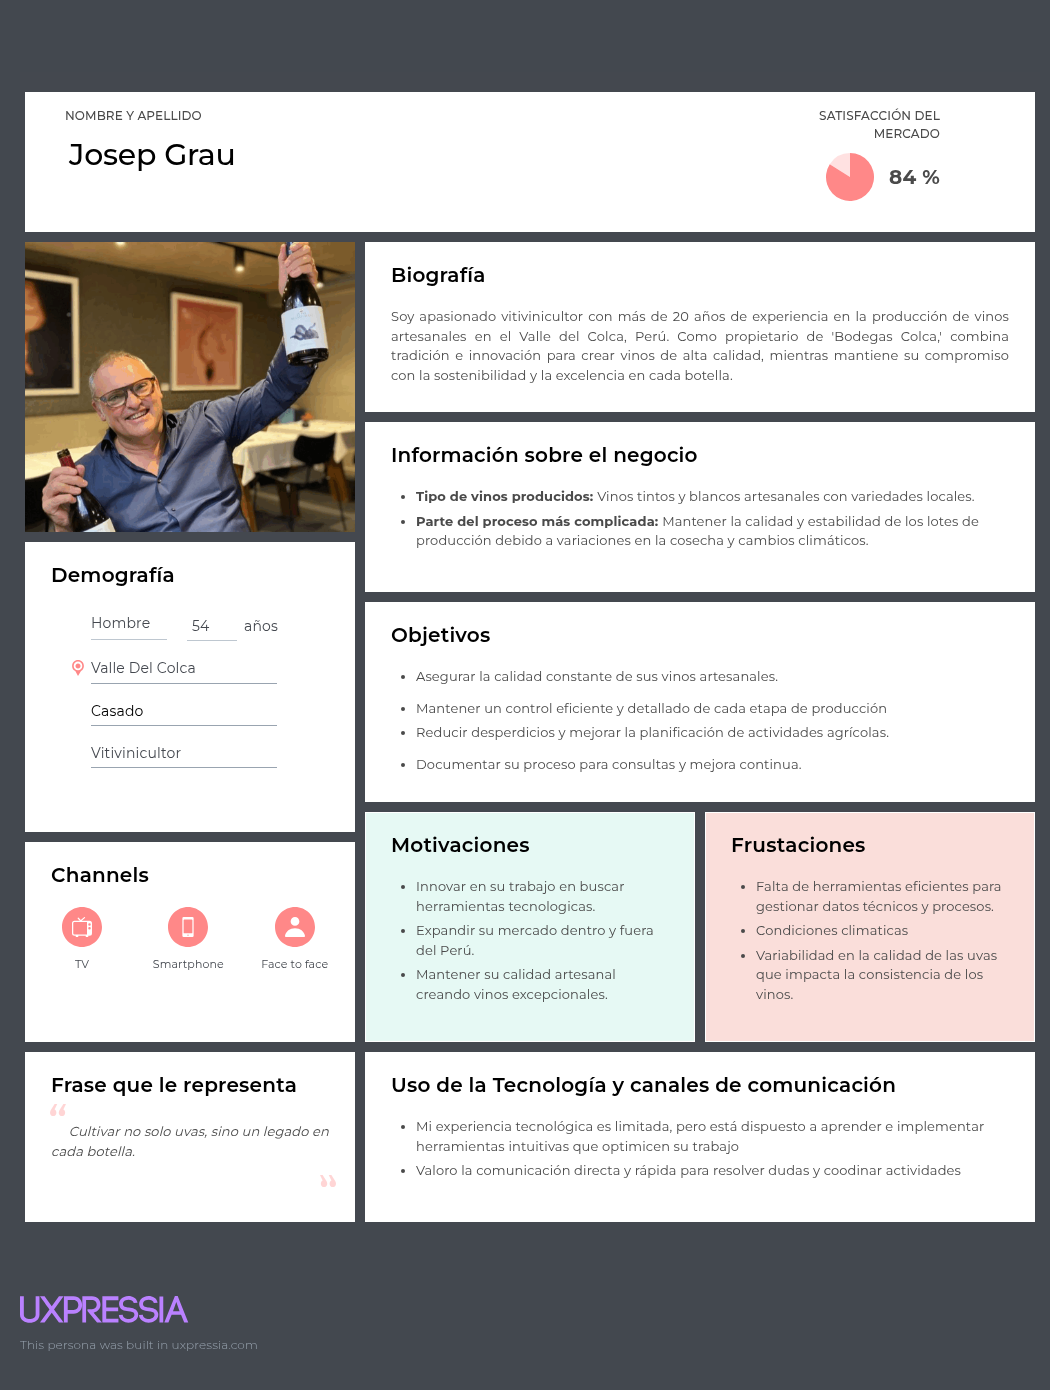 NOMBRE Y APELLIDO
Josep Grau
SATISFACCIÓN DEL
MERCADO
84 %
Biografía
Soy apasionado vitivinicultor con más de 20 años de experiencia en la producción de vinos
artesanales en el Valle del Colca, Perú. Como propietario de 'Bodegas Colca,' combina
tradición e innovación para crear vinos de alta calidad, mientras mantiene su compromiso
con la sostenibilidad y la excelencia en cada botella.
Información sobre el negocio
• Tipo de vinos producidos: Vinos tintos y blancos artesanales con variedades locales.
• Parte del proceso más complicada: Mantener la calidad y estabilidad de los lotes de
producción debido a variaciones en la cosecha y cambios climáticos.
Demografía
Hombre 54 años
Valle Del Colca
Casado
Vitivinicultor
Objetivos
• Asegurar la calidad constante de sus vinos artesanales.
• Mantener un control eficiente y detallado de cada etapa de producción
• Reducir desperdicios y mejorar la planificación de actividades agrícolas.
• Documentar su proceso para consultas y mejora continua.
Channels
TV Smartphone Face to face
Motivaciones
• Innovar en su trabajo en buscar
herramientas tecnologicas.
• Expandir su mercado dentro y fuera
del Perú.
• Mantener su calidad artesanal
creando vinos excepcionales.
Frustaciones
• Falta de herramientas eficientes para
gestionar datos técnicos y procesos.
• Condiciones climaticas
• Variabilidad en la calidad de las uvas
que impacta la consistencia de los
vinos.
Frase que le representa
“
Cultivar no solo uvas, sino un legado en
cada botella.
”
Uso de la Tecnología y canales de comunicación
• Mi experiencia tecnológica es limitada, pero está dispuesto a aprender e implementar
herramientas intuitivas que optimicen su trabajo
• Valoro la comunicación directa y rápida para resolver dudas y coodinar actividades
UXPRESSIA
This persona was built in uxpressia.com